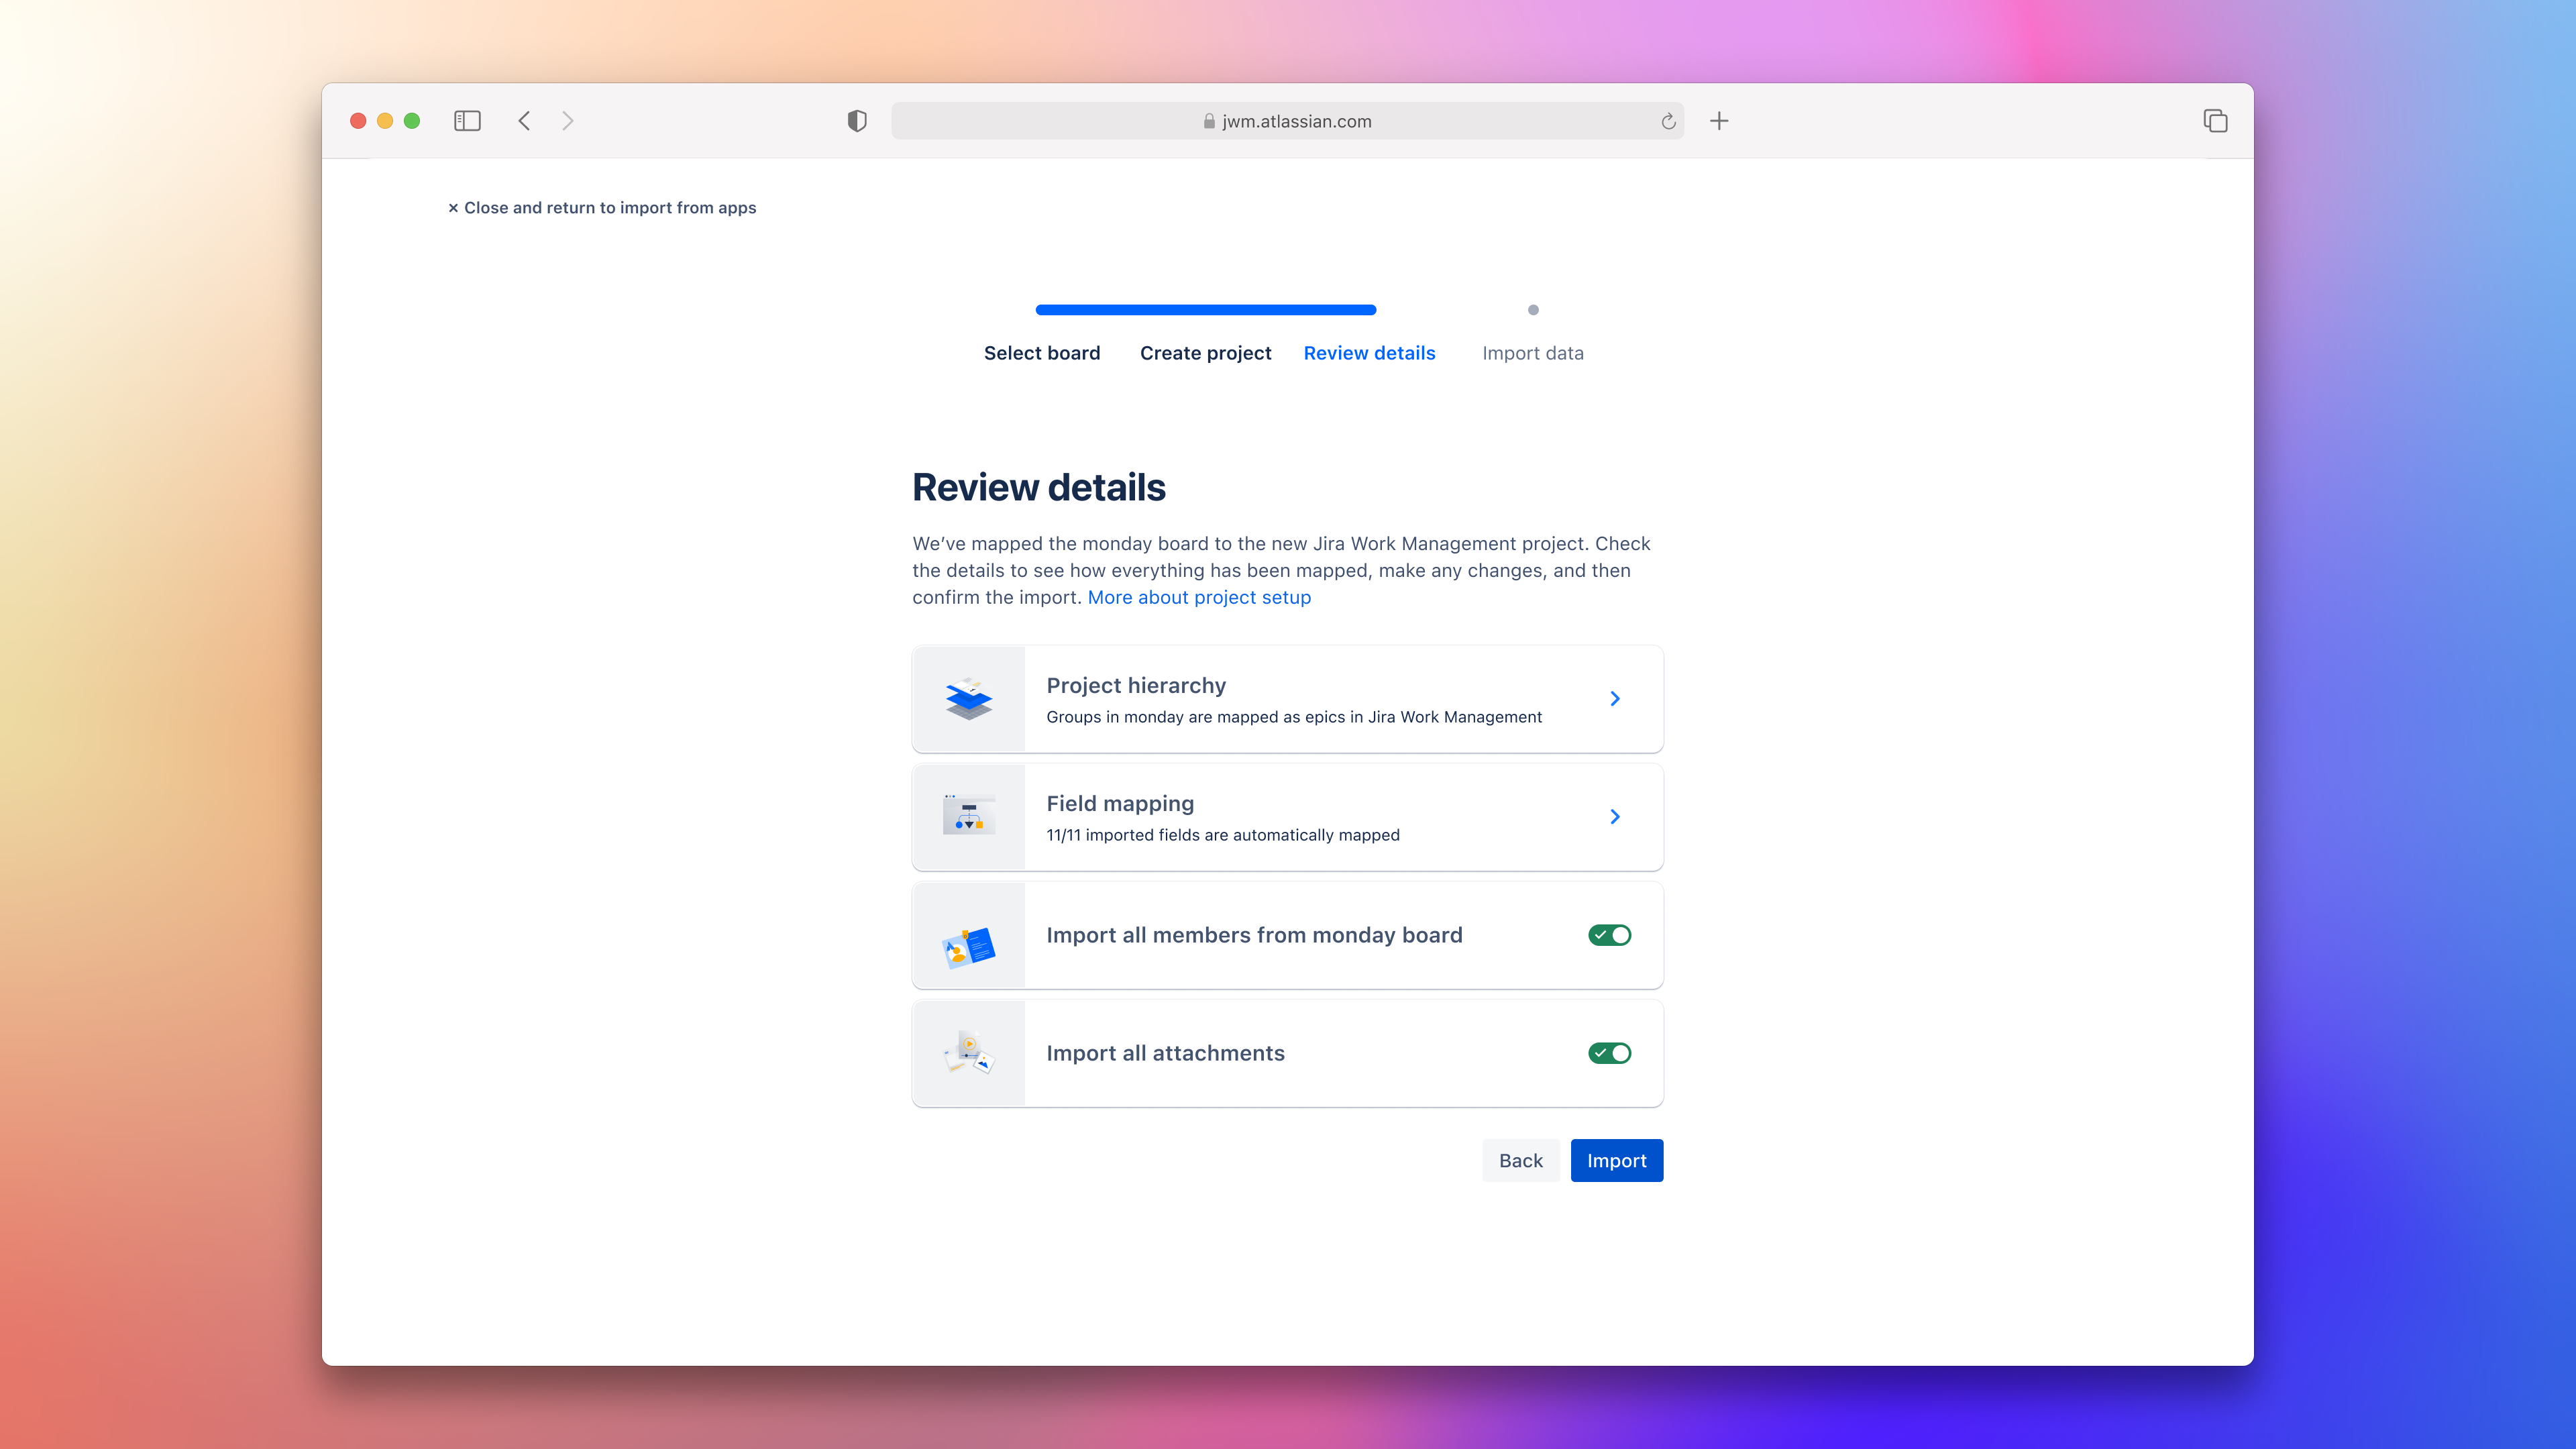 jwm.atlassian.com
× Close and return to import from apps
Select board
Create project
Review details
Import data
Review details
We’ve mapped the monday board to the new Jira Work Management project. Check
the details to see how everything has been mapped, make any changes, and then
confirm the import. More about project setup
Project hierarchy
Groups in monday are mapped as epics in Jira Work Management
Field mapping
11/11 imported fields are automatically mapped
Import all members from monday board
Import all attachments
Back
Import